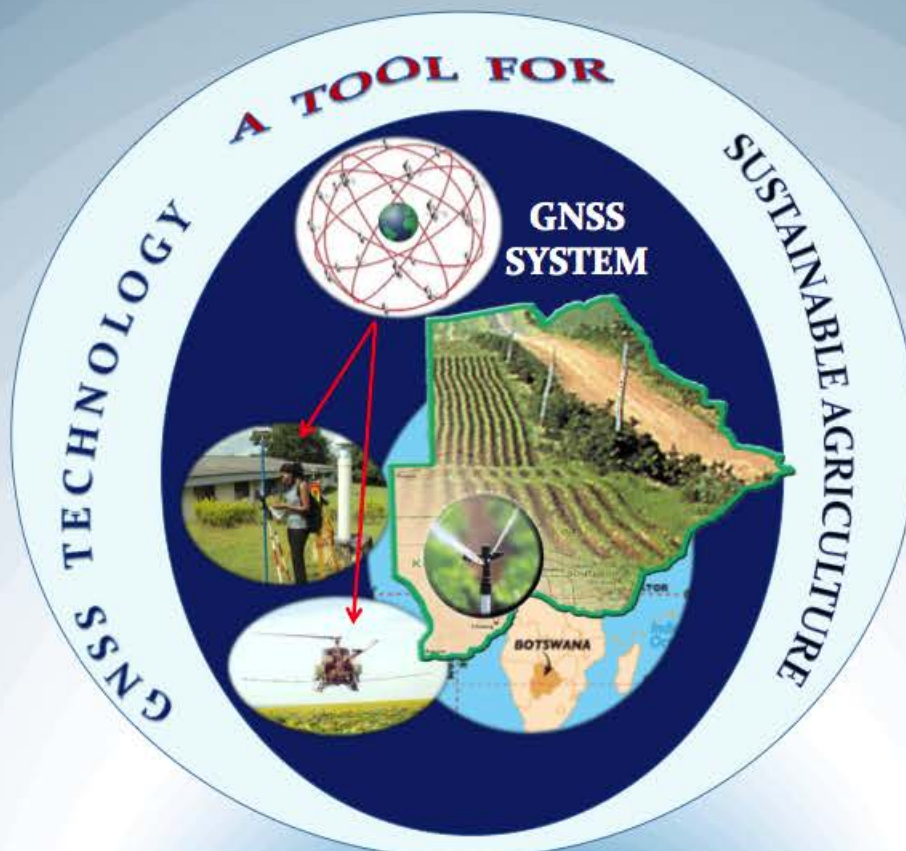 GNSS TECHNOLOGY A TOOL FOR SUSTAINABLE AGRICULTURE
GNSS
SYSTEM
BOTSWANA